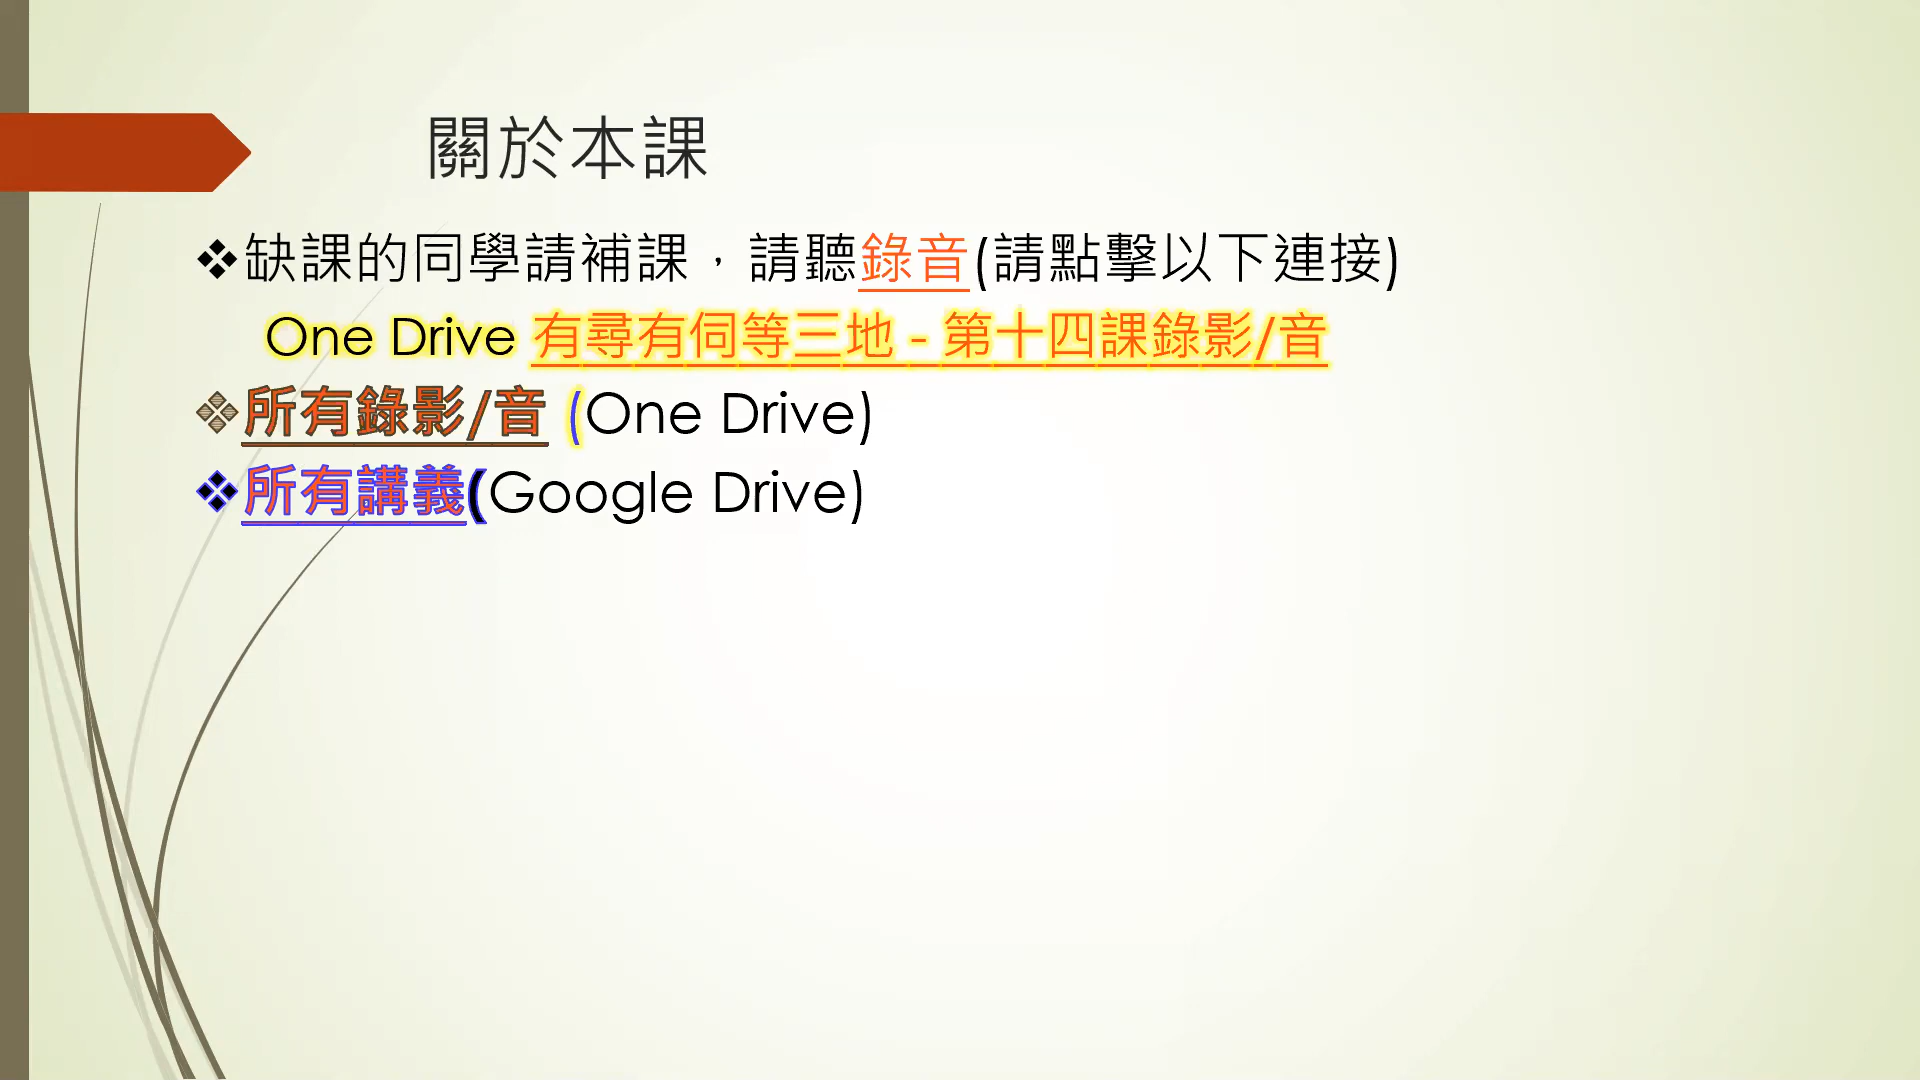 關於本課
❖缺課的同學請補課，請聽錄音(請點擊以下連接)
One Drive 有尋有伺等三地 - 第十四課錄影/音
❖所有錄影/音 (One Drive)
❖所有講義(Google Drive)